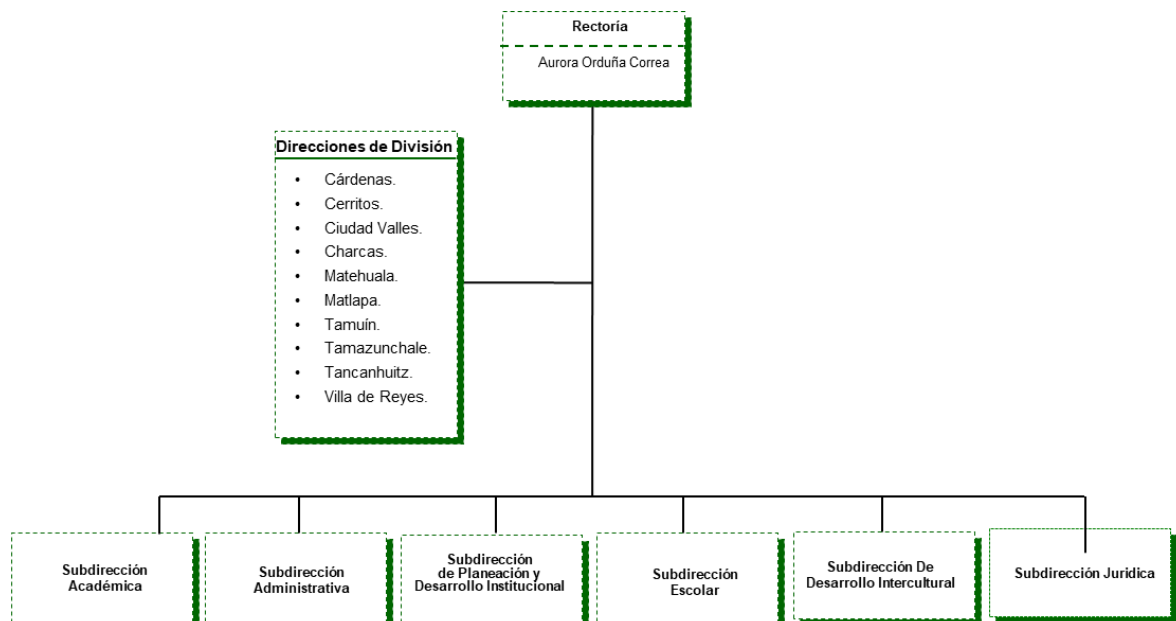 Rectoría
Aurora Orduña Correa
Direcciones de División
• Cárdenas.
• Cerritos.
• Ciudad Valles.
• Charcas.
• Matehuala.
• Matlapa.
• Tamuín.
• Tamazunchale.
• Tancanhuitz.
• Villa de Reyes.
Subdirección
Académica
Subdirección
Administrativa
Subdirección
de Planeación y
Desarrollo Institucional
Subdirección
Escolar
Subdirección De
Desarrollo Intercultural
Subdirección Jurídica